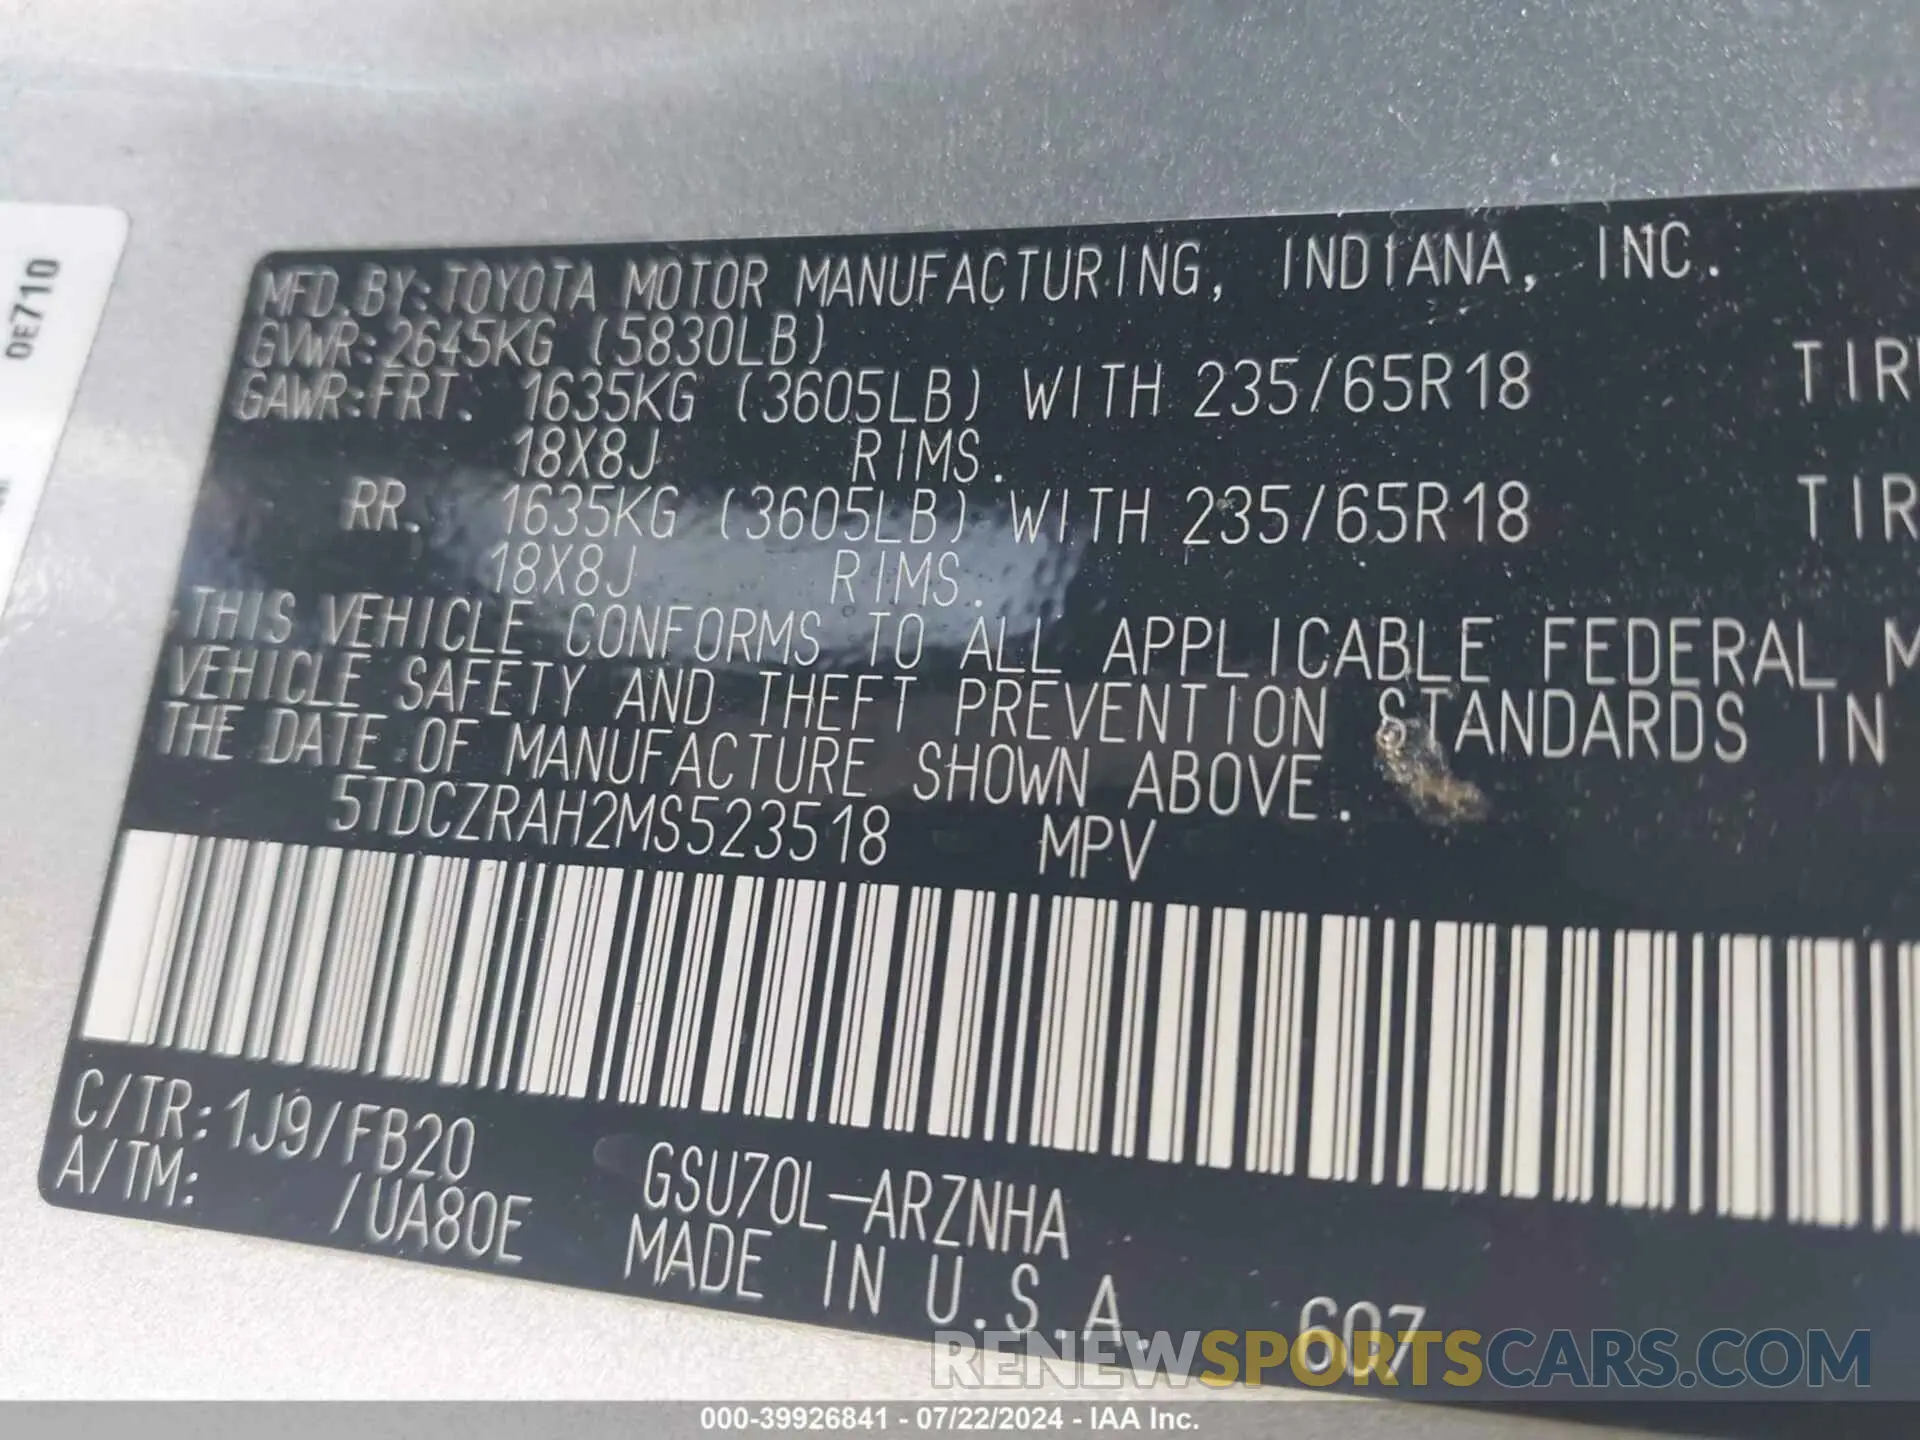 MFD. BY: TOYOTA MOTOR MANUFACTURING, INDIANA, INC.
GVWR: 2645KG (5830LB)
GAWR: FRT. 1635KG (3605LB) WITH 235/65R18 TIR
18X8J RIMS.
RR. 1635KG (3605LB) WITH 235/65R18 TIR
18X8J RIMS.
THIS VEHICLE CONFORMS TO ALL APPLICABLE FEDERAL M
VEHICLE SAFETY AND THEFT PREVENTION STANDARDS IN
THE DATE OF MANUFACTURE SHOWN ABOVE.
5TDCZRAH2MS523518 MPV
C/TR: 1J9/FB20
A/TM: /UA80E
GSU70L-ARZNHA
MADE IN U.S.A.
607
0E710
RENEWSPORTSCARS.COM
000-39926841 - 07/22/2024 - IAA Inc.